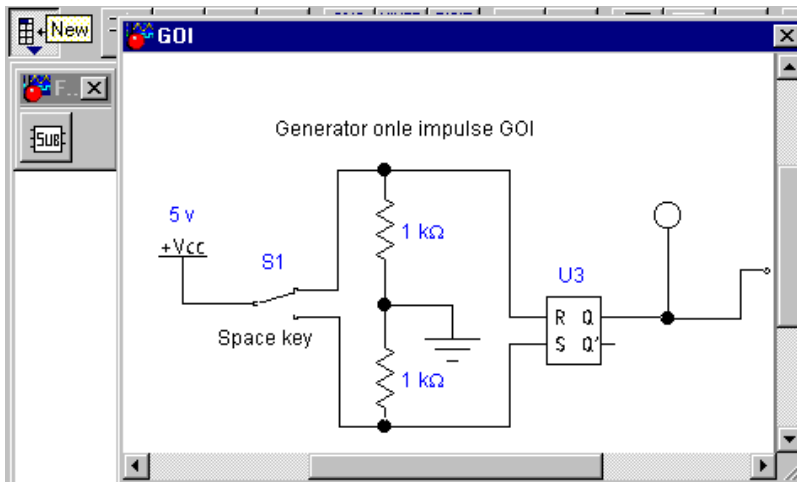 New
GOI
F..
SUB
Generator onle impulse GOI
5 v
+Vcc
S1
Space key
1 kΩ
1 kΩ
U3
R Q
S Q'